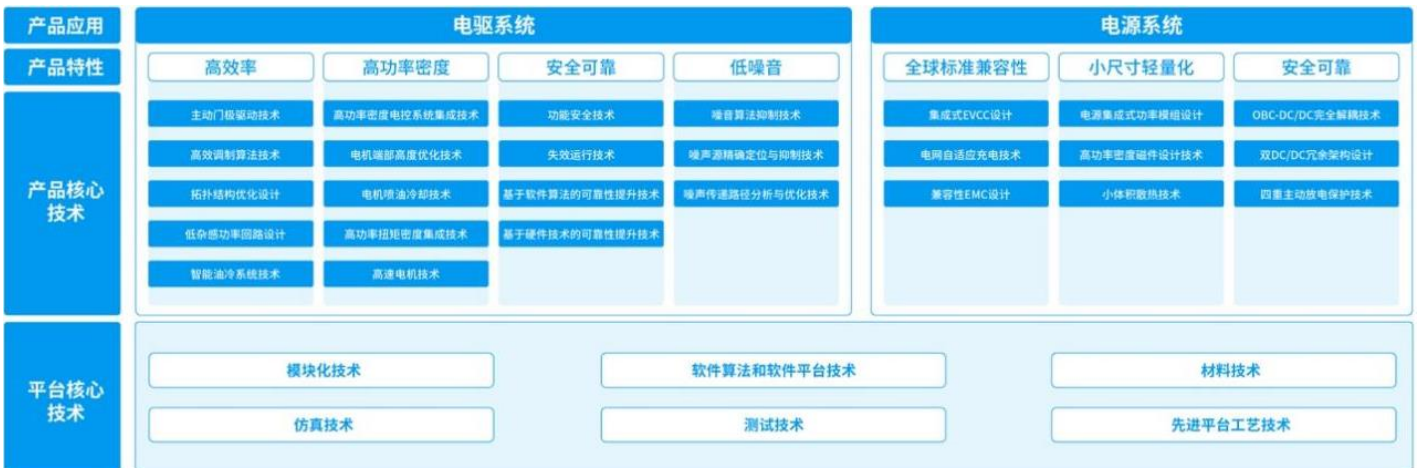 产品应用
电驱系统
电源系统
产品特性
高效率
高功率密度
安全可靠
低噪音
全球标准兼容性
小尺寸轻量化
安全可靠
产品核心
技术
主动门极驱动技术
高功率密度电控系统集成技术
功能安全技术
噪音算法抑制技术
集成式EVCC设计
电源集成式功率模组设计
OBC-DC/DC完全解耦技术
高效调制算法技术
电机端部高度优化技术
失效运行技术
噪声源精确定位与抑制技术
电网自适应充电技术
高功率密度磁件设计技术
双DC/DC冗余架构设计
拓扑结构优化设计
电机喷油冷却技术
基于软件算法的可靠性提升技术
噪声传递路径分析与优化技术
兼容性EMC设计
小体积散热技术
四重主动放电保护技术
低杂感功率回路设计
高功率扭矩密度集成技术
基于硬件技术的可靠性提升技术
智能油冷系统技术
高速电机技术
平台核心
技术
模块化技术
软件算法和软件平台技术
材料技术
仿真技术
测试技术
先进平台工艺技术